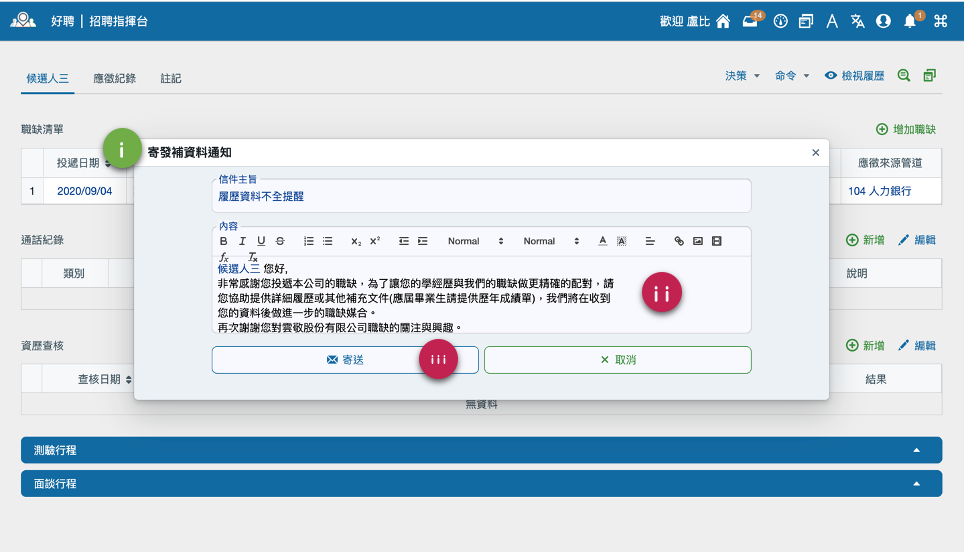 好聘 | 招聘指揮台
歡迎 盧比
14
1
候選人三 應徵紀錄 註記
決策 命令 檢視履歷
職缺清單
增加職缺
投遞日期
應徵來源管道
1 2020/09/04
104 人力銀行
通話紀錄
新增 編輯
類別
說明
資歷查核
新增 編輯
查核日期
結果
無資料
測驗行程
面談行程
i
寄發補資料通知
×
信件主旨
履歷資料不全提醒
內容
B I U S X₂ X² Normal Normal A A
fx Tx
候選人三 您好,
非常感謝您投遞本公司的職缺，為了讓您的學經歷與我們的職缺做更精確的配對，請
您協助提供詳細履歷或其他補充文件(應屆畢業生請提供歷年成績單)，我們將在收到
您的資料後做進一步的職缺媒合。
再次謝謝您對雲敬股份有限公司職缺的關注與興趣。
ii
寄送
iii
× 取消